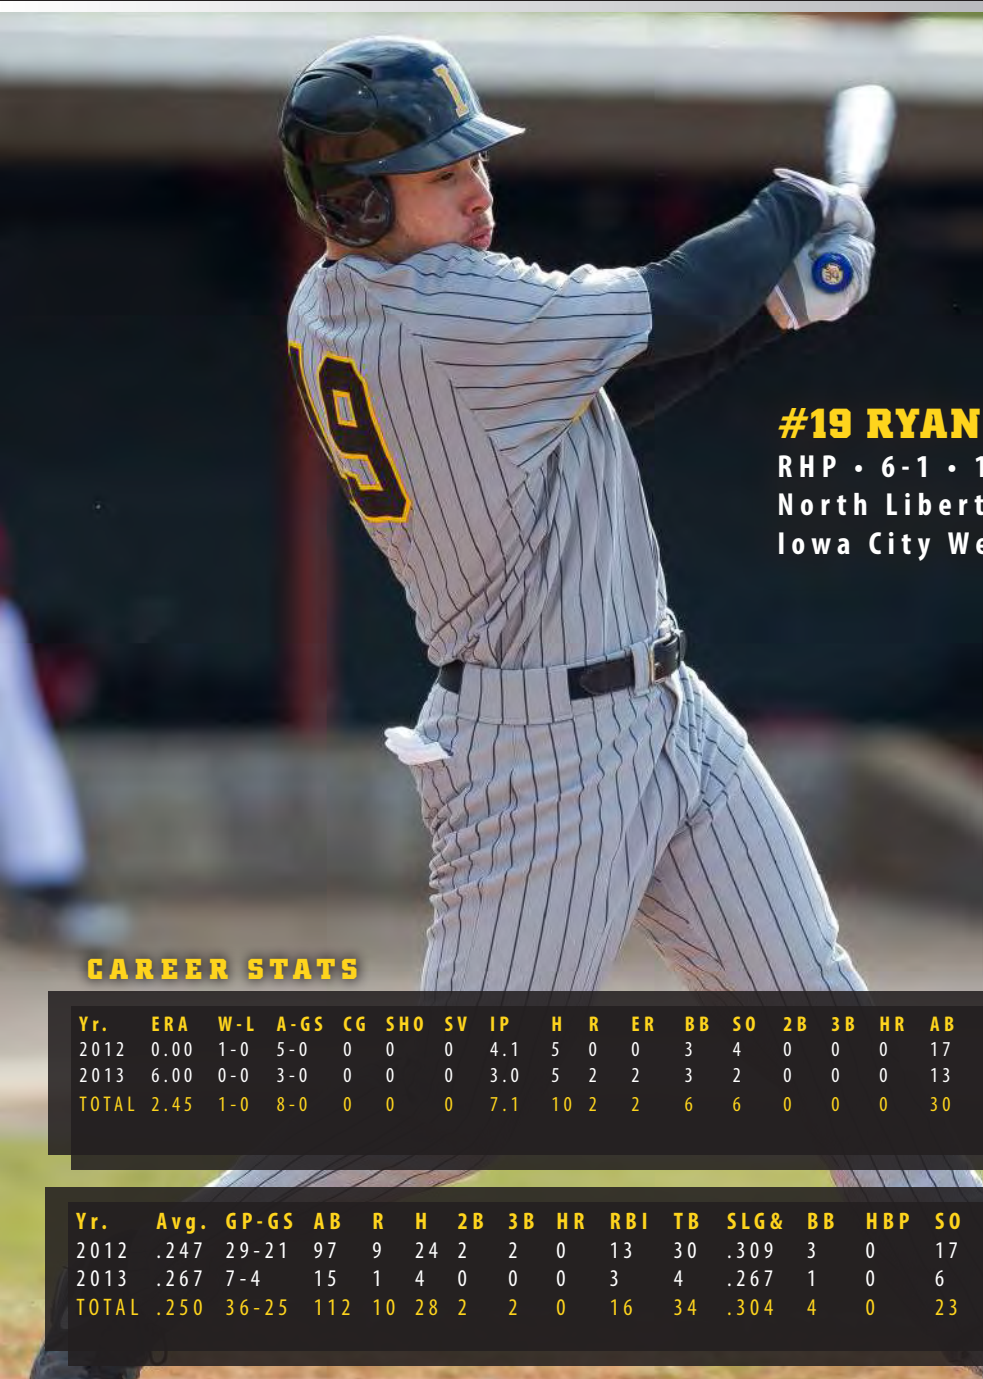 I
19
#19 RYAN
RHP • 6-1 • 1
North Libert
Iowa City We
CAREER STATS
Yr. ERA W-L A-GS CG SHO SV IP H R ER BB SO 2B 3B HR AB
2012 0.00 1-0 5-0 0 0 0 4.1 5 0 0 3 4 0 0 0 17
2013 6.00 0-0 3-0 0 0 0 3.0 5 2 2 3 2 0 0 0 13
TOTAL 2.45 1-0 8-0 0 0 0 7.1 10 2 2 6 6 0 0 0 30
Yr. Avg. GP-GS AB R H 2B 3B HR RBI TB SLG& BB HBP SO
2012 .247 29-21 97 9 24 2 2 0 13 30 .309 3 0 17
2013 .267 7-4 15 1 4 0 0 0 3 4 .267 1 0 6
TOTAL .250 36-25 112 10 28 2 2 0 16 34 .304 4 0 23